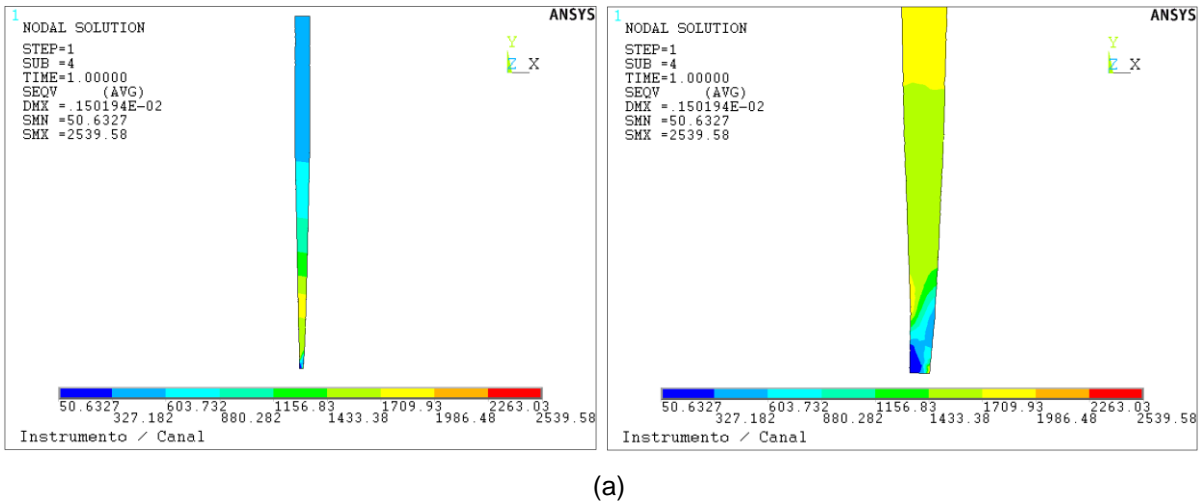 1
ANSYS
NODAL SOLUTION
STEP=1
SUB =4
TIME=1.00000
SEQV (AVG)
DMX =.150194E-02
SMN =50.6327
SMX =2539.58
Y
Z X
50.6327 603.732 1156.83 1709.93 2263.03
327.182 880.282 1433.38 1986.48 2539.58
Instrumento / Canal
1
ANSYS
NODAL SOLUTION
STEP=1
SUB =4
TIME=1.00000
SEQV (AVG)
DMX =.150194E-02
SMN =50.6327
SMX =2539.58
Y
Z X
50.6327 603.732 1156.83 1709.93 2263.03
327.182 880.282 1433.38 1986.48 2539.58
Instrumento / Canal
(a)